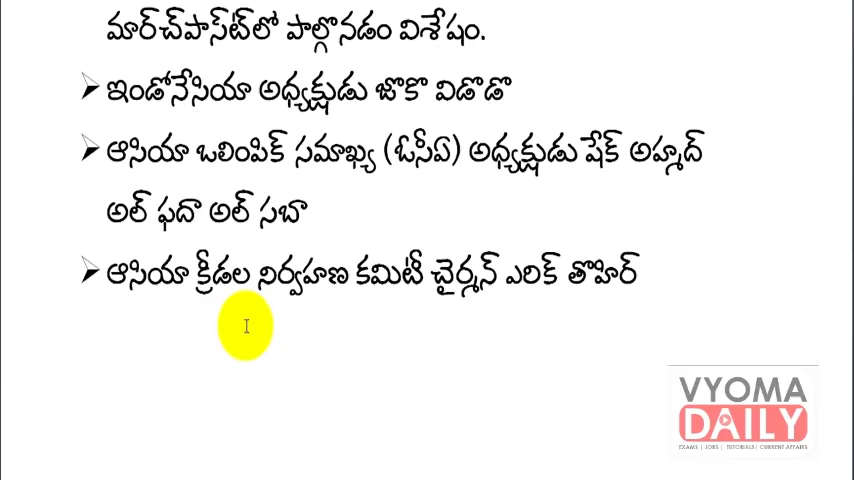 మార్చ్‌పాస్ట్‌లో పాల్గొనడం విశేషం.
➢ ఇండోనేసియా అధ్యక్షుడు జొకొ విడొడొ
➢ ఆసియా ఒలింపిక్ సమాఖ్య (ఓసీఏ) అధ్యక్షుడు షేక్ అహ్మద్
అల్ ఫదా అల్ సబా
➢ ఆసియా క్రీడల నిర్వహణ కమిటీ చైర్మన్ ఎరిక్ తొహిర్
VYOMA
DAILY
EXAMS | JOBS | TUTORIALS | CURRENT AFFAIRS